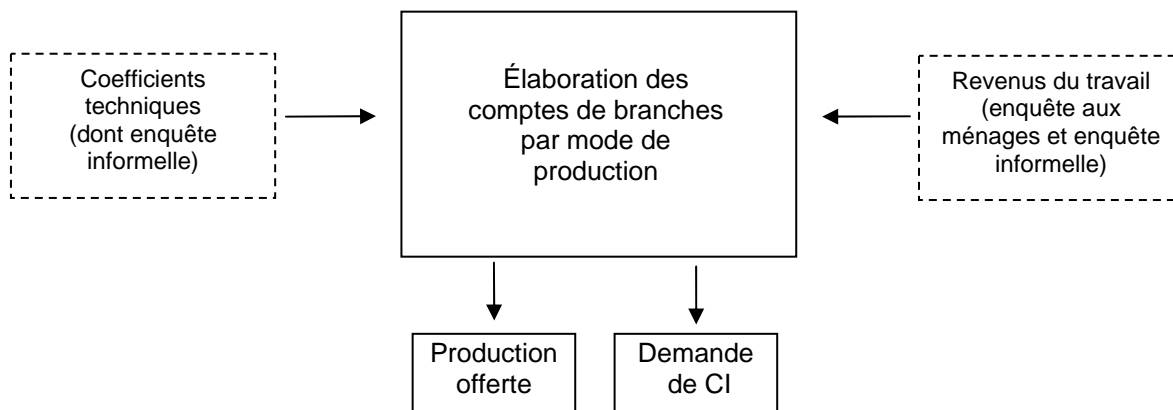 Coefficients
techniques
(dont enquête
informelle)
Élaboration des
comptes de branches
par mode de
production
Revenus du travail
(enquête aux
ménages et enquête
informelle)
Production
offerte
Demande
de CI